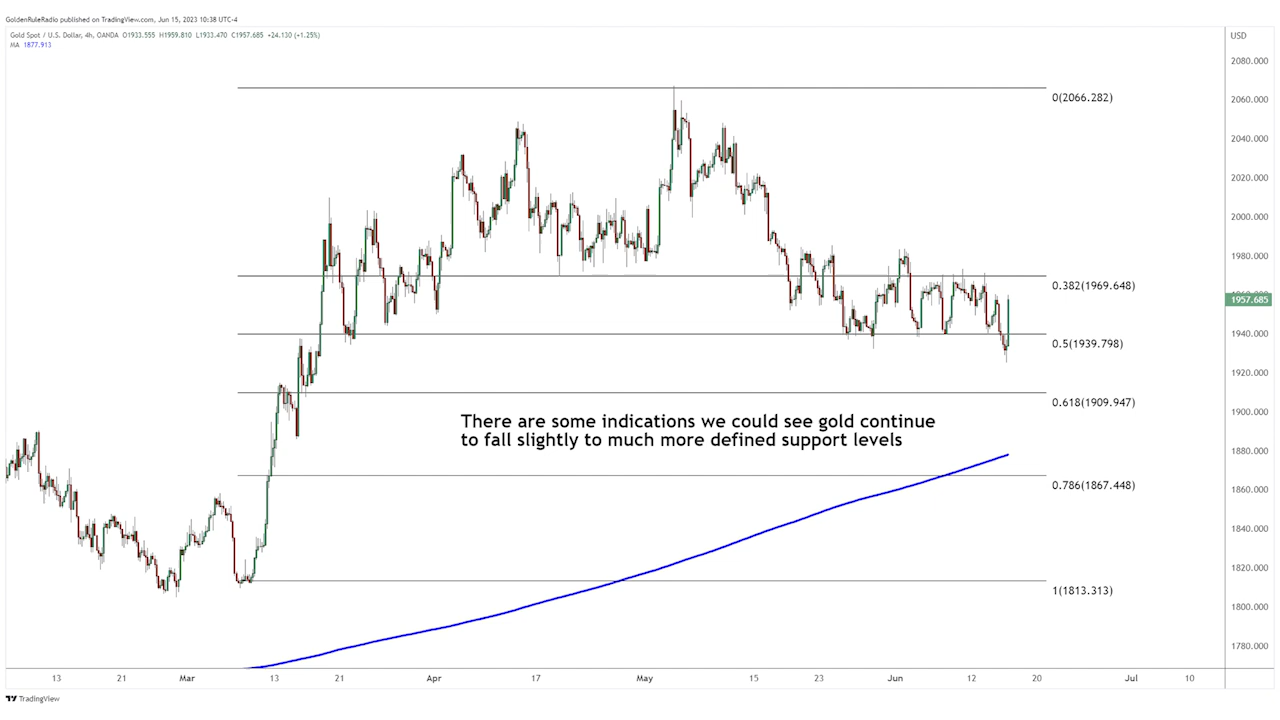 GoldenRuleRadio published on TradingView.com, Jun 15, 2023 10:38 UTC-4
Gold Spot / U.S. Dollar, 4h, OANDA O1933.555 H1959.810 L1933.470 C1957.685 +24.130 (+1.25%)
MA 1877.913
USD
2080.000
0(2066.282)
2060.000
2040.000
2020.000
2000.000
1980.000
0.382(1969.648)
1957.685
1940.000
0.5(1939.798)
1920.000
0.618(1909.947)
1900.000
There are some indications we could see gold continue
to fall slightly to much more defined support levels
1880.000
0.786(1867.448)
1860.000
1840.000
1820.000
1(1813.313)
1800.000
1780.000
13 21 Mar 13 21 Apr 17 May 15 23 Jun 12 20 Jul 10
TradingView